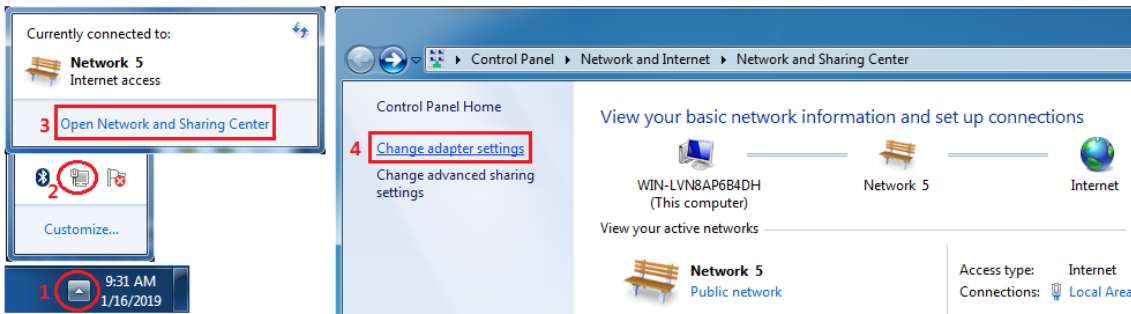 Currently connected to:
Network 5
Internet access
3 Open Network and Sharing Center
2
Customize...
1 9:31 AM
1/16/2019
Control Panel Network and Internet Network and Sharing Center
Control Panel Home
4 Change adapter settings
Change advanced sharing
settings
View your basic network information and set up connections
WIN-LVN8AP6B4DH
(This computer)
Network 5
Internet
View your active networks
Network 5
Public network
Access type: Internet
Connections: Local Area